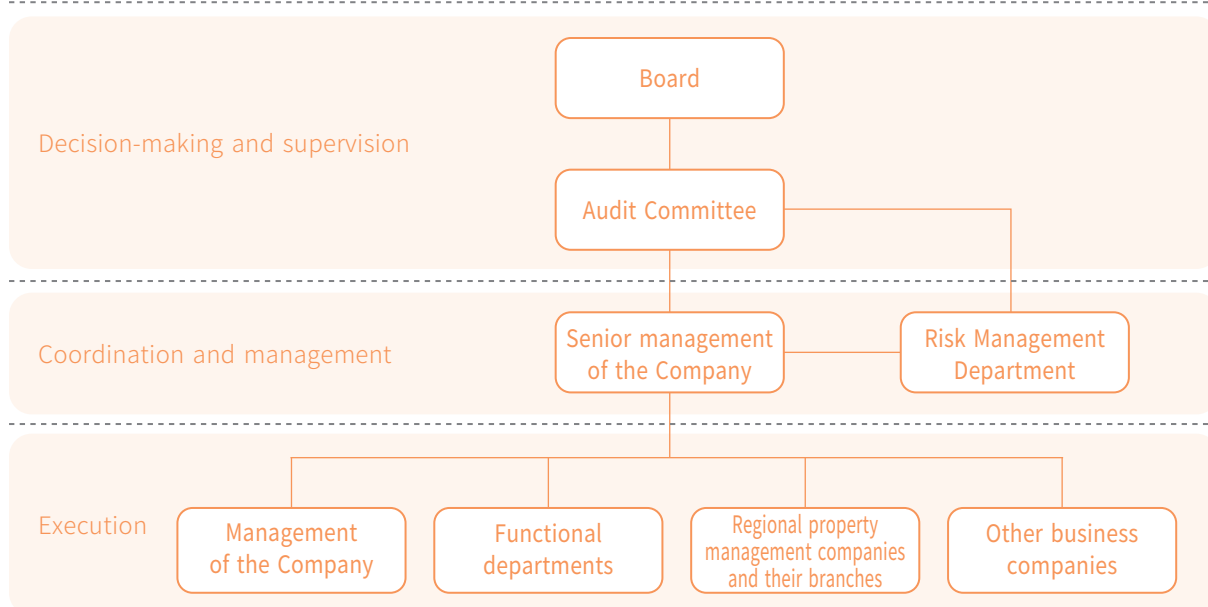 Board
Decision-making and supervision
Audit Committee
Senior management
of the Company
Risk Management
Department
Coordination and management
Execution
Management
of the Company
Functional
departments
Regional property
management companies
and their branches
Other business
companies